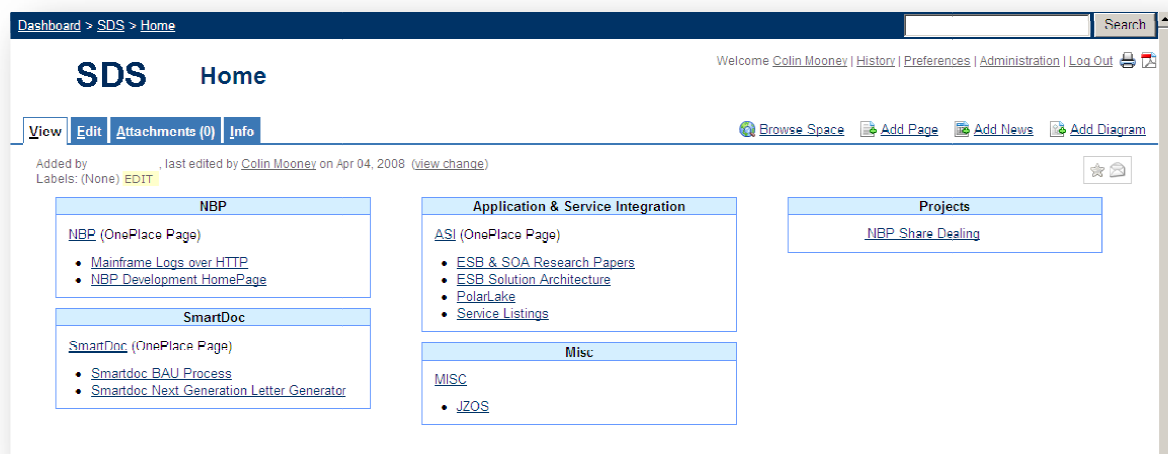 Dashboard > SDS > Home
Search
Welcome Colin Mooney | History | Preferences | Administration | Log Out
SDS Home
View Edit Attachments (0) Info
Browse Space Add Page Add News Add Diagram
Added by , last edited by Colin Mooney on Apr 04, 2008 (view change)
Labels: (None) EDIT
NBP
NBP (OnePlace Page)
• Mainframe Logs over HTTP
• NBP Development HomePage
SmartDoc
SmartDoc (OnePlace Page)
• Smartdoc BAU Process
• Smartdoc Next Generation Letter Generator
Application & Service Integration
ASI (OnePlace Page)
• ESB & SOA Research Papers
• ESB Solution Architecture
• PolarLake
• Service Listings
Misc
MISC
• JZOS
Projects
NBP Share Dealing